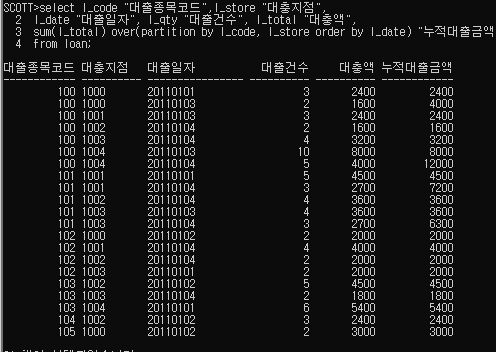 SCOTT>select l_code "대출종목코드",l_store "대충지점",
2 l_date "대출일자", l_qty "대출건수", l_total "대충액",
3 sum(l_total) over(partition by l_code, l_store order by l_date) "누적대출금액
4 from loan;
대출종목코드 대충지점 대출일자 대출건수 대충액 누적대출금액
100 1000 20110101 3 2400 2400
100 1000 20110103 2 1600 4000
100 1001 20110103 3 2400 2400
100 1002 20110104 2 1600 1600
100 1003 20110104 4 3200 3200
100 1004 20110103 10 8000 8000
100 1004 20110104 5 4000 12000
101 1001 20110101 5 4500 4500
101 1001 20110104 3 2700 7200
101 1002 20110104 4 3600 3600
101 1003 20110103 4 3600 3600
101 1003 20110104 3 2700 6300
102 1000 20110102 2 2000 2000
102 1001 20110104 4 4000 4000
102 1003 20110101 2 2000 2000
103 1002 20110102 5 4500 4500
103 1003 20110104 2 1800 1800
103 1004 20110101 6 5400 5400
104 1002 20110102 3 2400 2400
105 1000 20110102 2 3000 3000